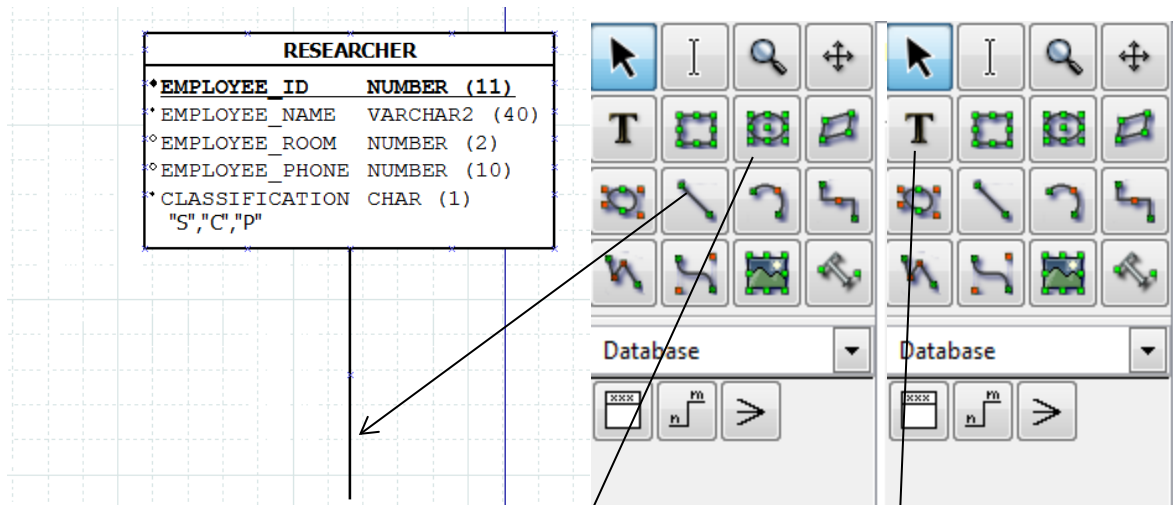 RESEARCHER
EMPLOYEE_ID NUMBER (11)
EMPLOYEE_NAME VARCHAR2 (40)
EMPLOYEE_ROOM NUMBER (2)
EMPLOYEE_PHONE NUMBER (10)
CLASSIFICATION CHAR (1)
"S","C","P"
T
T
Database
Database
xxx
n m
xxx
n m